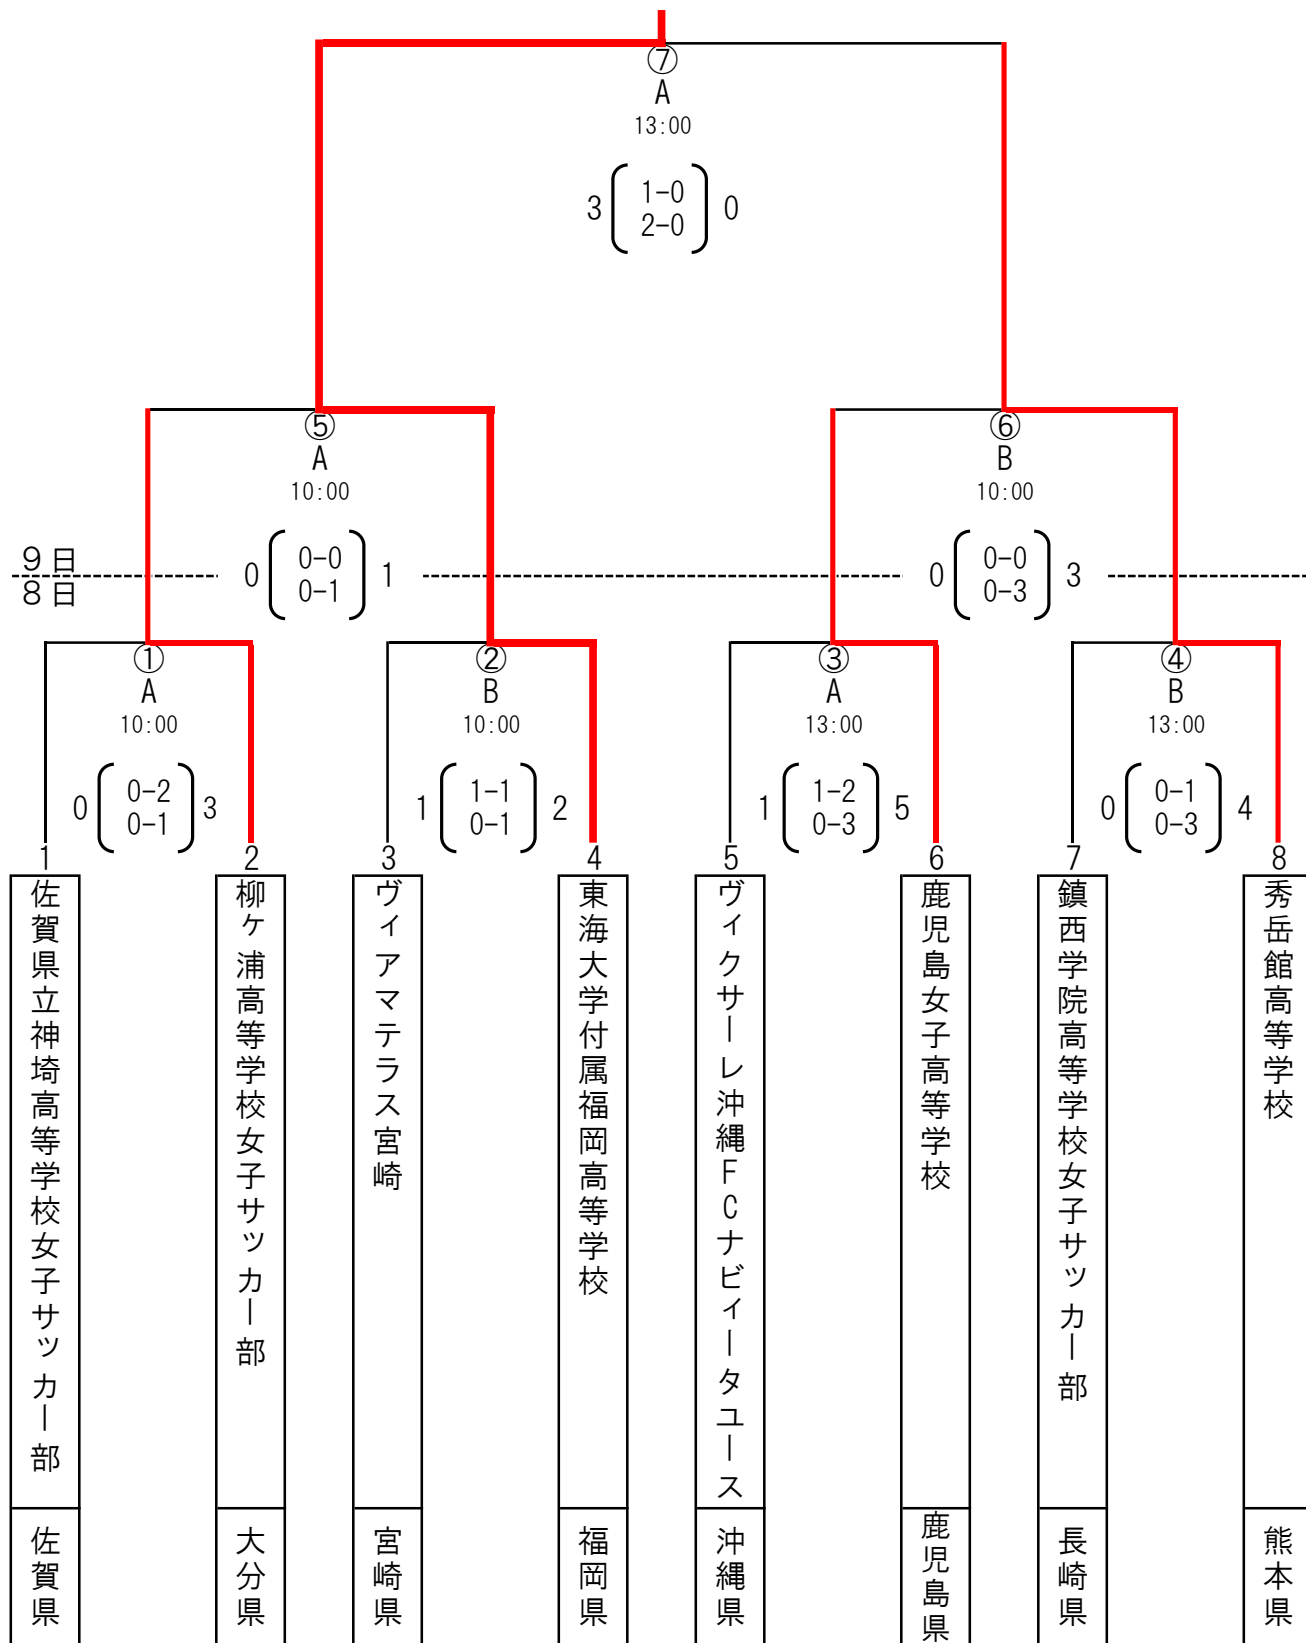 ⑦
A
13:00
3 1-0 0
2-0
⑤
A
10:00
0 0-0 1
0-1
⑥
B
10:00
0 0-0 3
0-3
9日
8日
①
A
10:00
0 0-2 3
0-1
②
B
10:00
1 1-1 2
0-1
③
A
13:00
1 1-2 5
0-3
④
B
13:00
0 0-1 4
0-3
1
佐賀県立神埼高等学校女子サッカー部
佐賀県
2
柳ヶ浦高等学校女子サッカー部
大分県
3
ヴィアマテラス宮崎
宮崎県
4
東海大学付属福岡高等学校
福岡県
5
ヴィクサーレ沖縄FCナビィータユース
沖縄県
6
鹿児島女子高等学校
鹿児島県
7
鎮西学院高等学校女子サッカー部
長崎県
8
秀岳館高等学校
熊本県